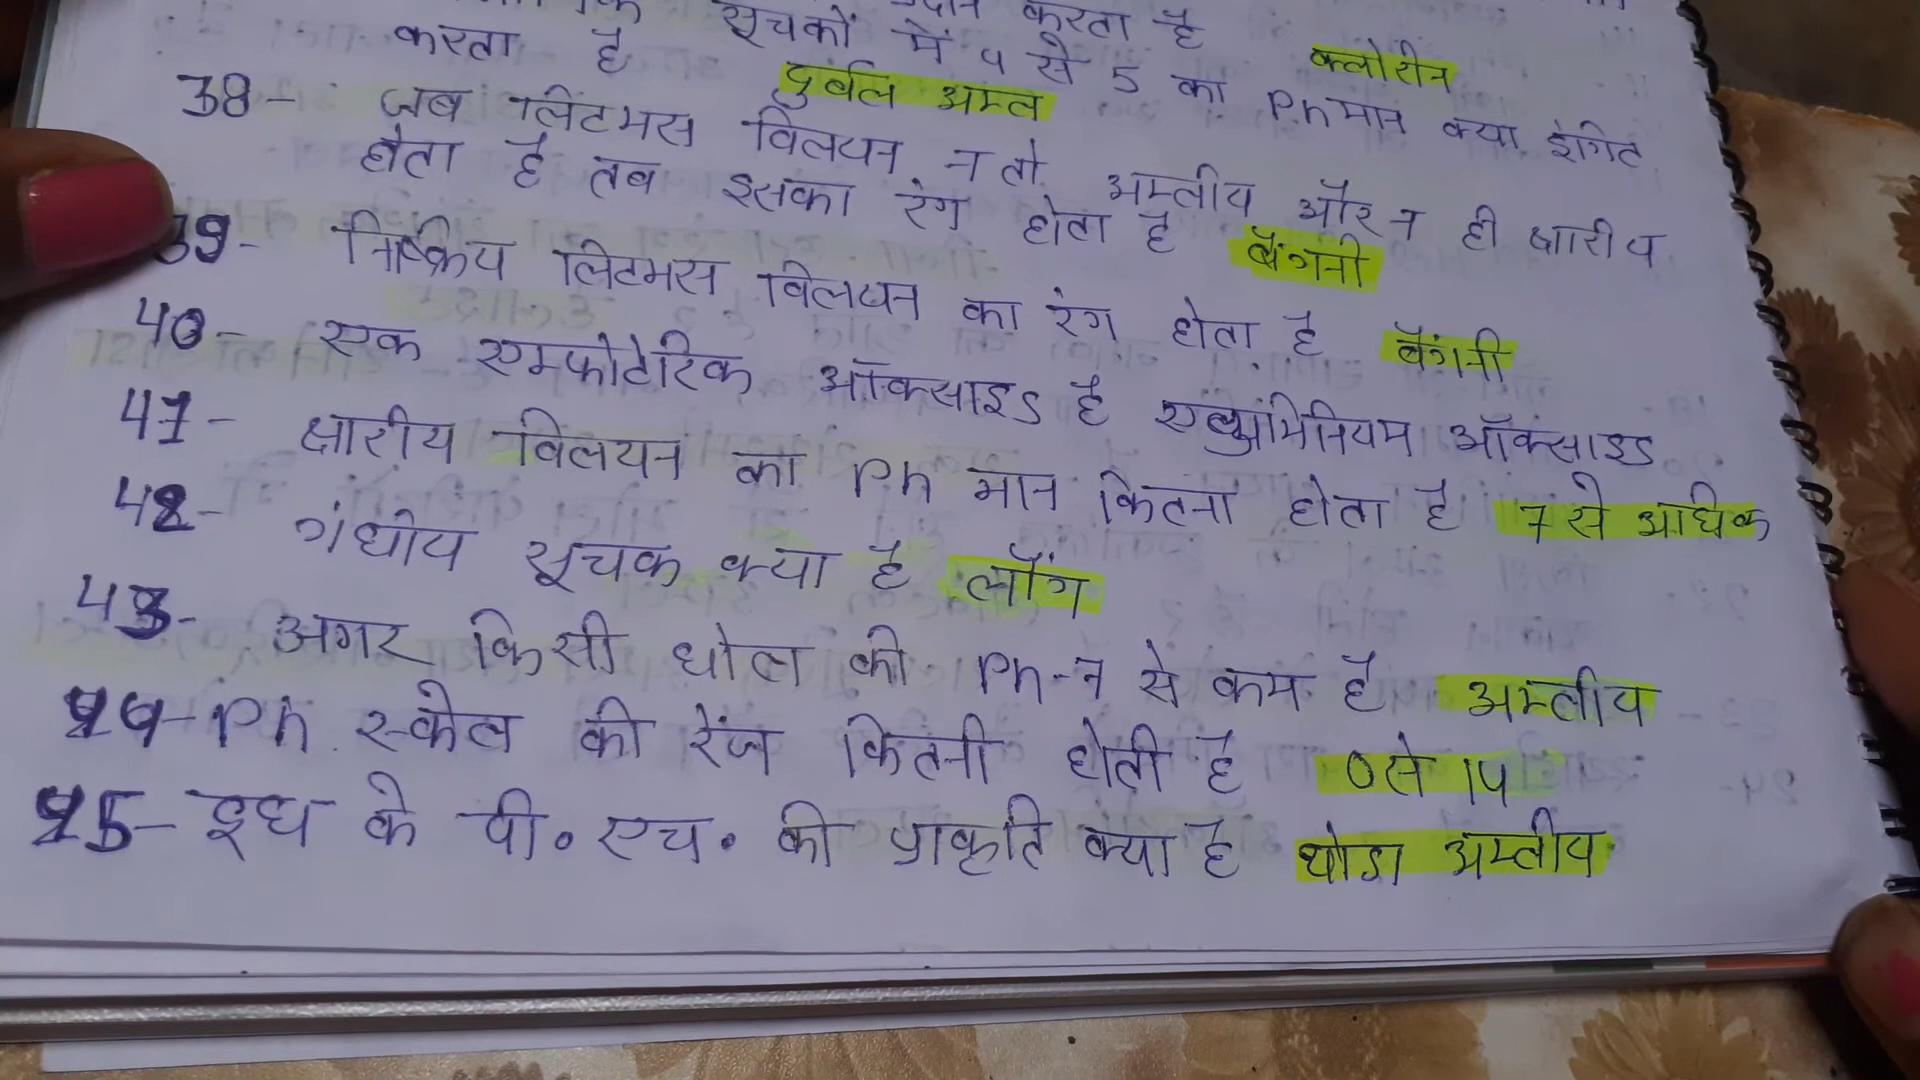 करता है क्लोरीन
सूचकों में 4 से 5 का Ph मान क्या इंगित
करता है दुर्बल अम्ल
38- जब लिटमस विलयन न तो अम्लीय और न ही क्षारीय
होता है तब इसका रंग होता है बैंगनी
39- निष्क्रिय लिटमस विलयन का रंग होता है बैंगनी
40- एक एम्फोटेरिक ऑक्साइड है एल्युमिनियम ऑक्साइड
41- क्षारीय विलयन का Ph मान कितना होता है 7 से अधिक
42- गंधीय सूचक क्या है लौंग
43- अगर किसी घोल की Ph-7 से कम है अम्लीय
44- Ph स्केल की रेंज कितनी होती है 0 से 14
45- दूध के पी॰ एच॰ की प्रकृति क्या है थोडा अम्लीय